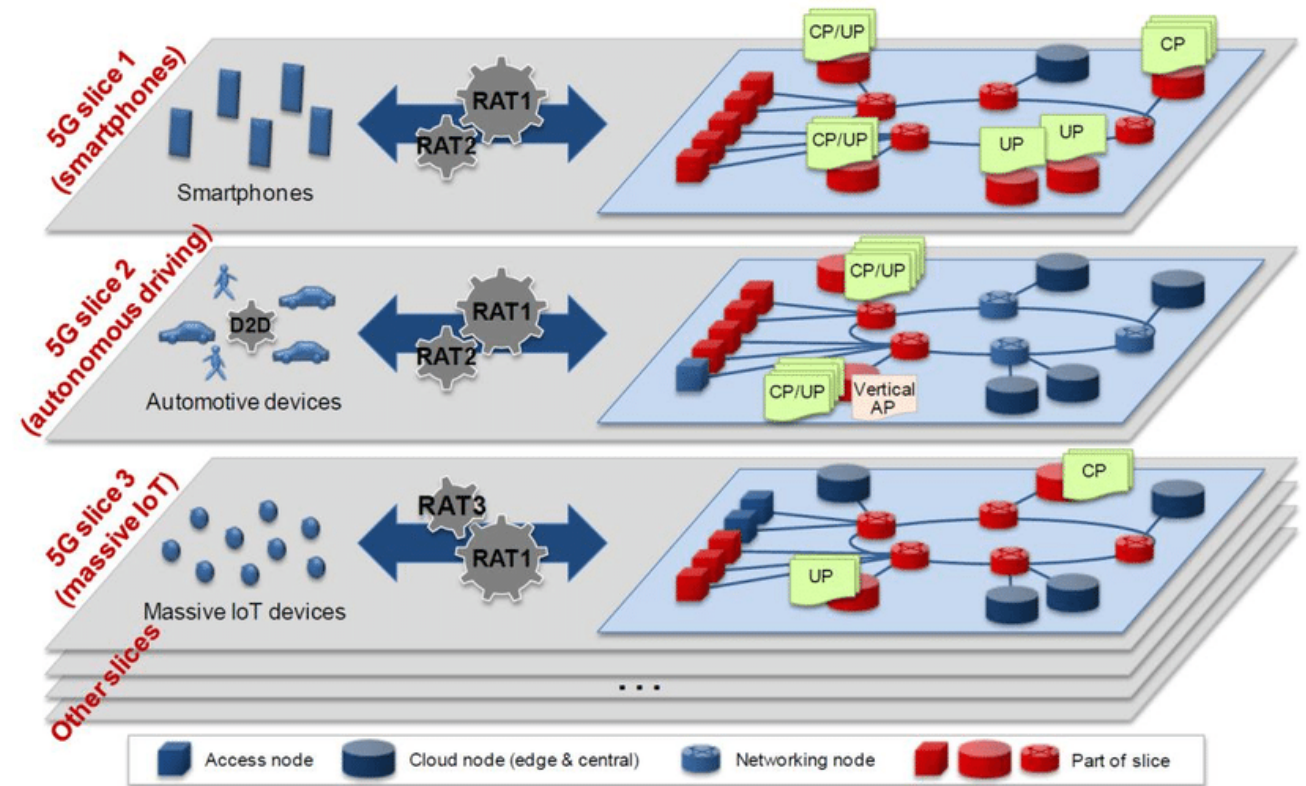 5G slice 1
(smartphones)
Smartphones
RAT1
RAT2
CP/UP
CP
CP/UP
UP
UP
5G slice 2
(autonomous driving)
D2D
Automotive devices
RAT1
RAT2
CP/UP
CP/UP
Vertical
AP
5G slice 3
(massive IoT)
Massive IoT devices
RAT3
RAT1
CP
UP
Other slices
...
Access node
Cloud node (edge & central)
Networking node
Part of slice